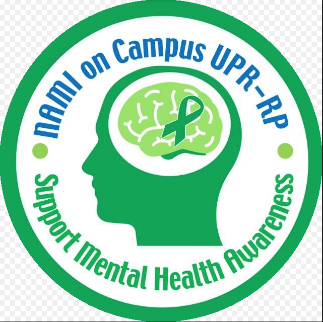 NAMI on Campus UPR-RP
Support Mental Health Awareness